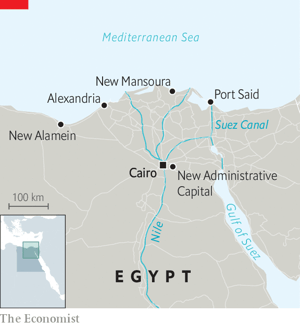 Mediterranean Sea
New Mansoura
Alexandria
Port Said
New Alamein
Suez Canal
Cairo
New Administrative
Capital
Gulf of Suez
Nile
100 km
EGYPT
The Economist